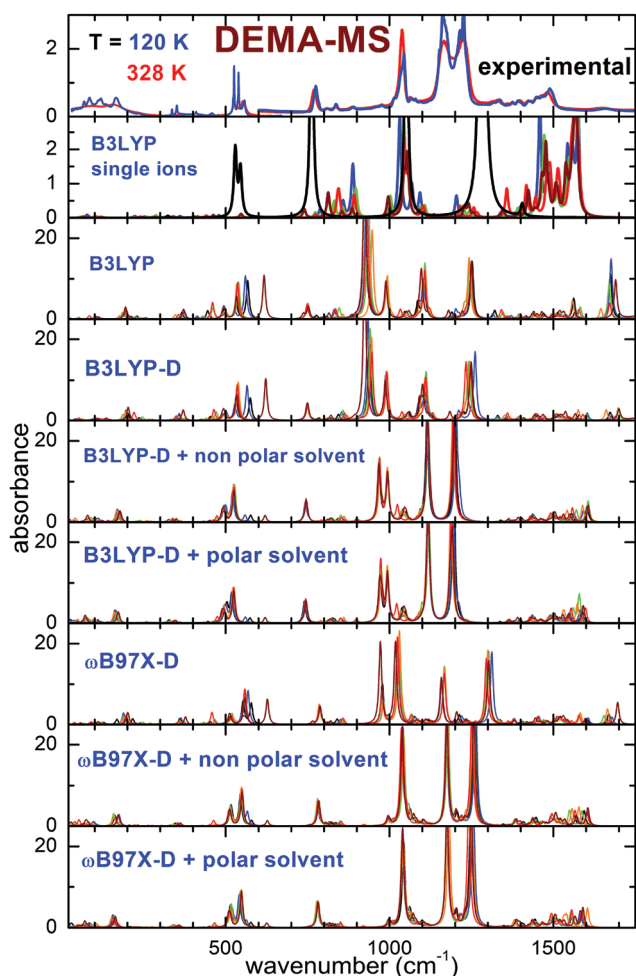 3
T = 120 K
DEMA-MS
2
328 K
experimental
1
0
B3LYP
single ions
2
1
0
20
B3LYP
0
20
B3LYP-D
0
20
B3LYP-D + non polar solvent
0
20
B3LYP-D + polar solvent
0
20
ωB97X-D
0
20
ωB97X-D + non polar solvent
0
20
ωB97X-D + polar solvent
0
absorbance
500 1000 1500
wavenumber (cm-1)